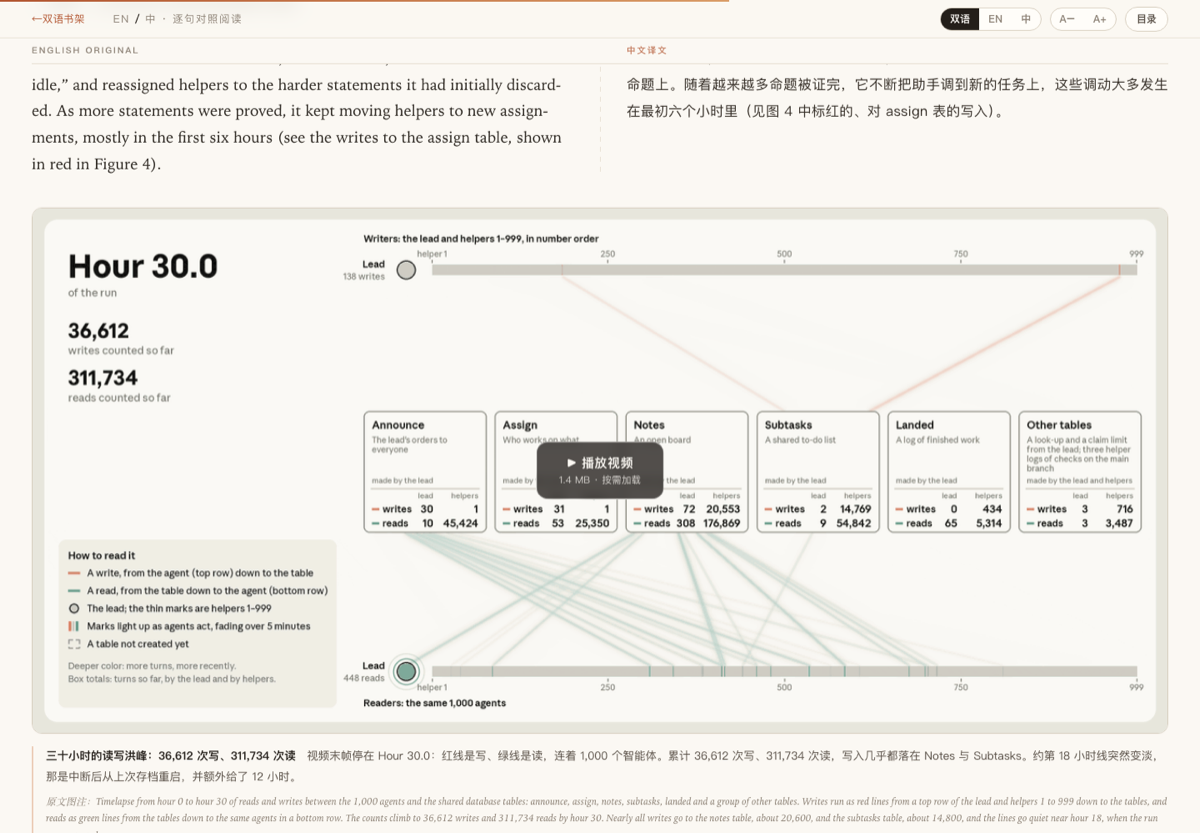 ←双语书架
EN / 中 · 逐句对照阅读
双语 EN 中
A− A+
目录
ENGLISH ORIGINAL
中文译文
idle,” and reassigned helpers to the harder statements it had initially discard-
ed. As more statements were proved, it kept moving helpers to new assign-
ments, mostly in the first six hours (see the writes to the assign table, shown
in red in Figure 4).
命题上。随着越来越多命题被证完，它不断把助手调到新的任务上，这些调动大多发生
在最初六个小时里（见图 4 中标红的、对 assign 表的写入）。
Hour 30.0
of the run
36,612
writes counted so far
311,734
reads counted so far
Writers: the lead and helpers 1–999, in number order
helper 1 250 500 750 999
Lead
138 writes
Announce
The lead's orders to
everyone
made by the lead
lead helpers
writes 30 1
reads 10 45,424
Assign
Who works on what
made by
writes 31 1
reads 53 25,350
Notes
An open board
the lead
lead helpers
writes 72 20,553
reads 308 176,869
Subtasks
A shared to-do list
made by the lead
lead helpers
writes 2 14,769
reads 9 54,842
Landed
A log of finished work
made by the lead
lead helpers
writes 0 434
reads 65 5,314
Other tables
A look-up and a claim limit
from the lead; three helper
logs of checks on the main
branch
made by the lead and helpers
lead helpers
writes 3 716
reads 3 3,487
▶ 播放视频
1.4 MB · 按需加载
How to read it
A write, from the agent (top row) down to the table
A read, from the table down to the agent (bottom row)
The lead; the thin marks are helpers 1–999
Marks light up as agents act, fading over 5 minutes
A table not created yet
Deeper color: more turns, more recently.
Box totals: turns so far, by the lead and by helpers.
Lead
448 reads
helper 1 250 500 750 999
Readers: the same 1,000 agents
三十小时的读写洪峰：36,612 次写、311,734 次读 视频末帧停在 Hour 30.0：红线是写、绿线是读，连着 1,000 个智能体。累计 36,612 次写、311,734 次读，写入几乎都落在 Notes 与 Subtasks。约第 18 小时线突然变淡，
那是中断后从上次存档重启，并额外给了 12 小时。
原文图注：Timelapse from hour 0 to hour 30 of reads and writes between the 1,000 agents and the shared database tables: announce, assign, notes, subtasks, landed and a group of other tables. Writes run as red lines from a top row of the lead and helpers 1 to 999 down to the tables, and
reads as green lines from the tables down to the same agents in a bottom row. The counts climb to 36,612 writes and 311,734 reads by hour 30. Nearly all writes go to the notes table, about 20,600, and the subtasks table, about 14,800, and the lines go quiet near hour 18, when the run